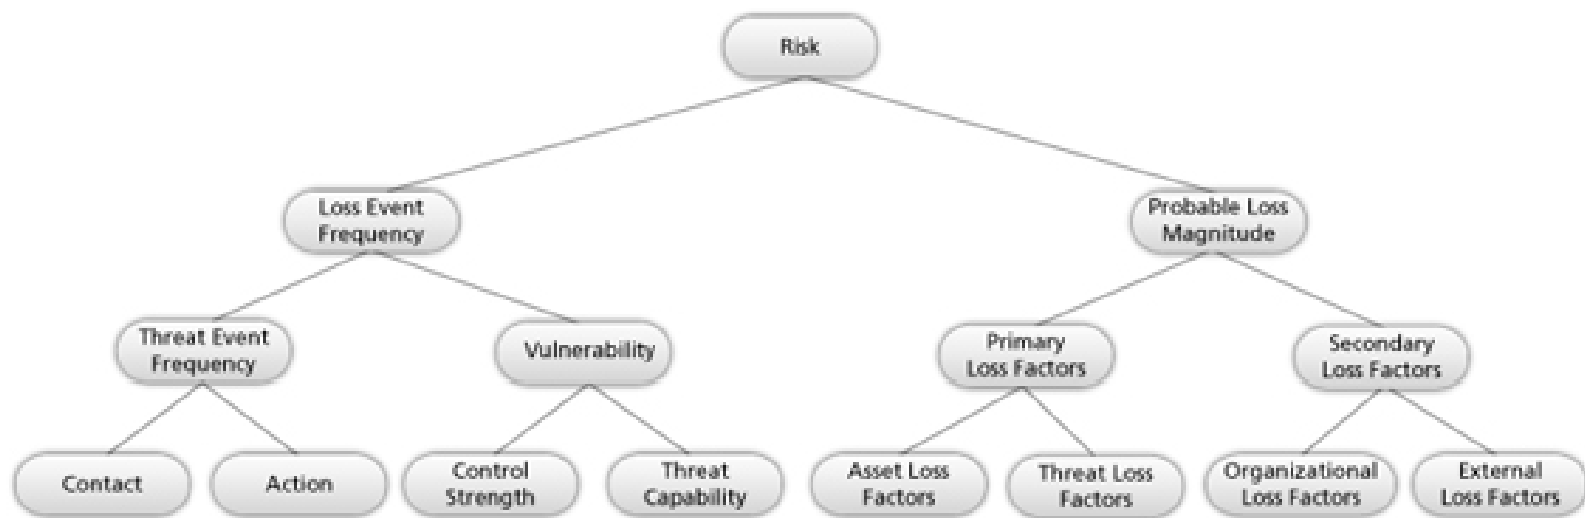 Risk
Loss Event
Frequency
Probable Loss
Magnitude
Threat Event
Frequency
Vulnerability
Primary
Loss Factors
Secondary
Loss Factors
Contact
Action
Control
Strength
Threat
Capability
Asset Loss
Factors
Threat Loss
Factors
Organizational
Loss Factors
External
Loss Factors